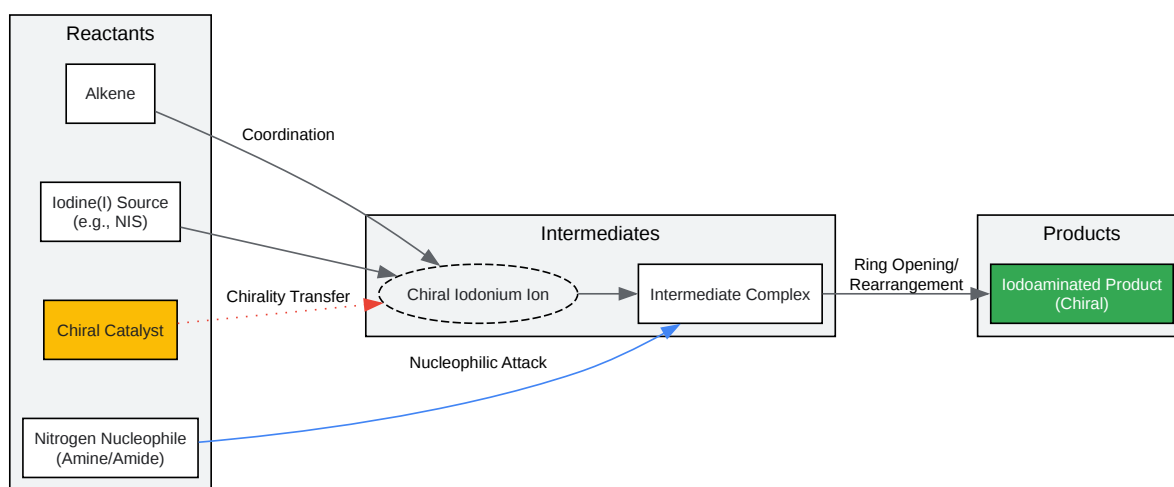 Reactants
Alkene
Coordination
Iodine(I) Source
(e.g., NIS)
Chirality Transfer
Chiral Catalyst
Nitrogen Nucleophile
(Amine/Amide)
Nucleophilic Attack
Intermediates
Chiral Iodonium Ion
Intermediate Complex
Ring Opening/
Rearrangement
Products
Iodoaminated Product
(Chiral)